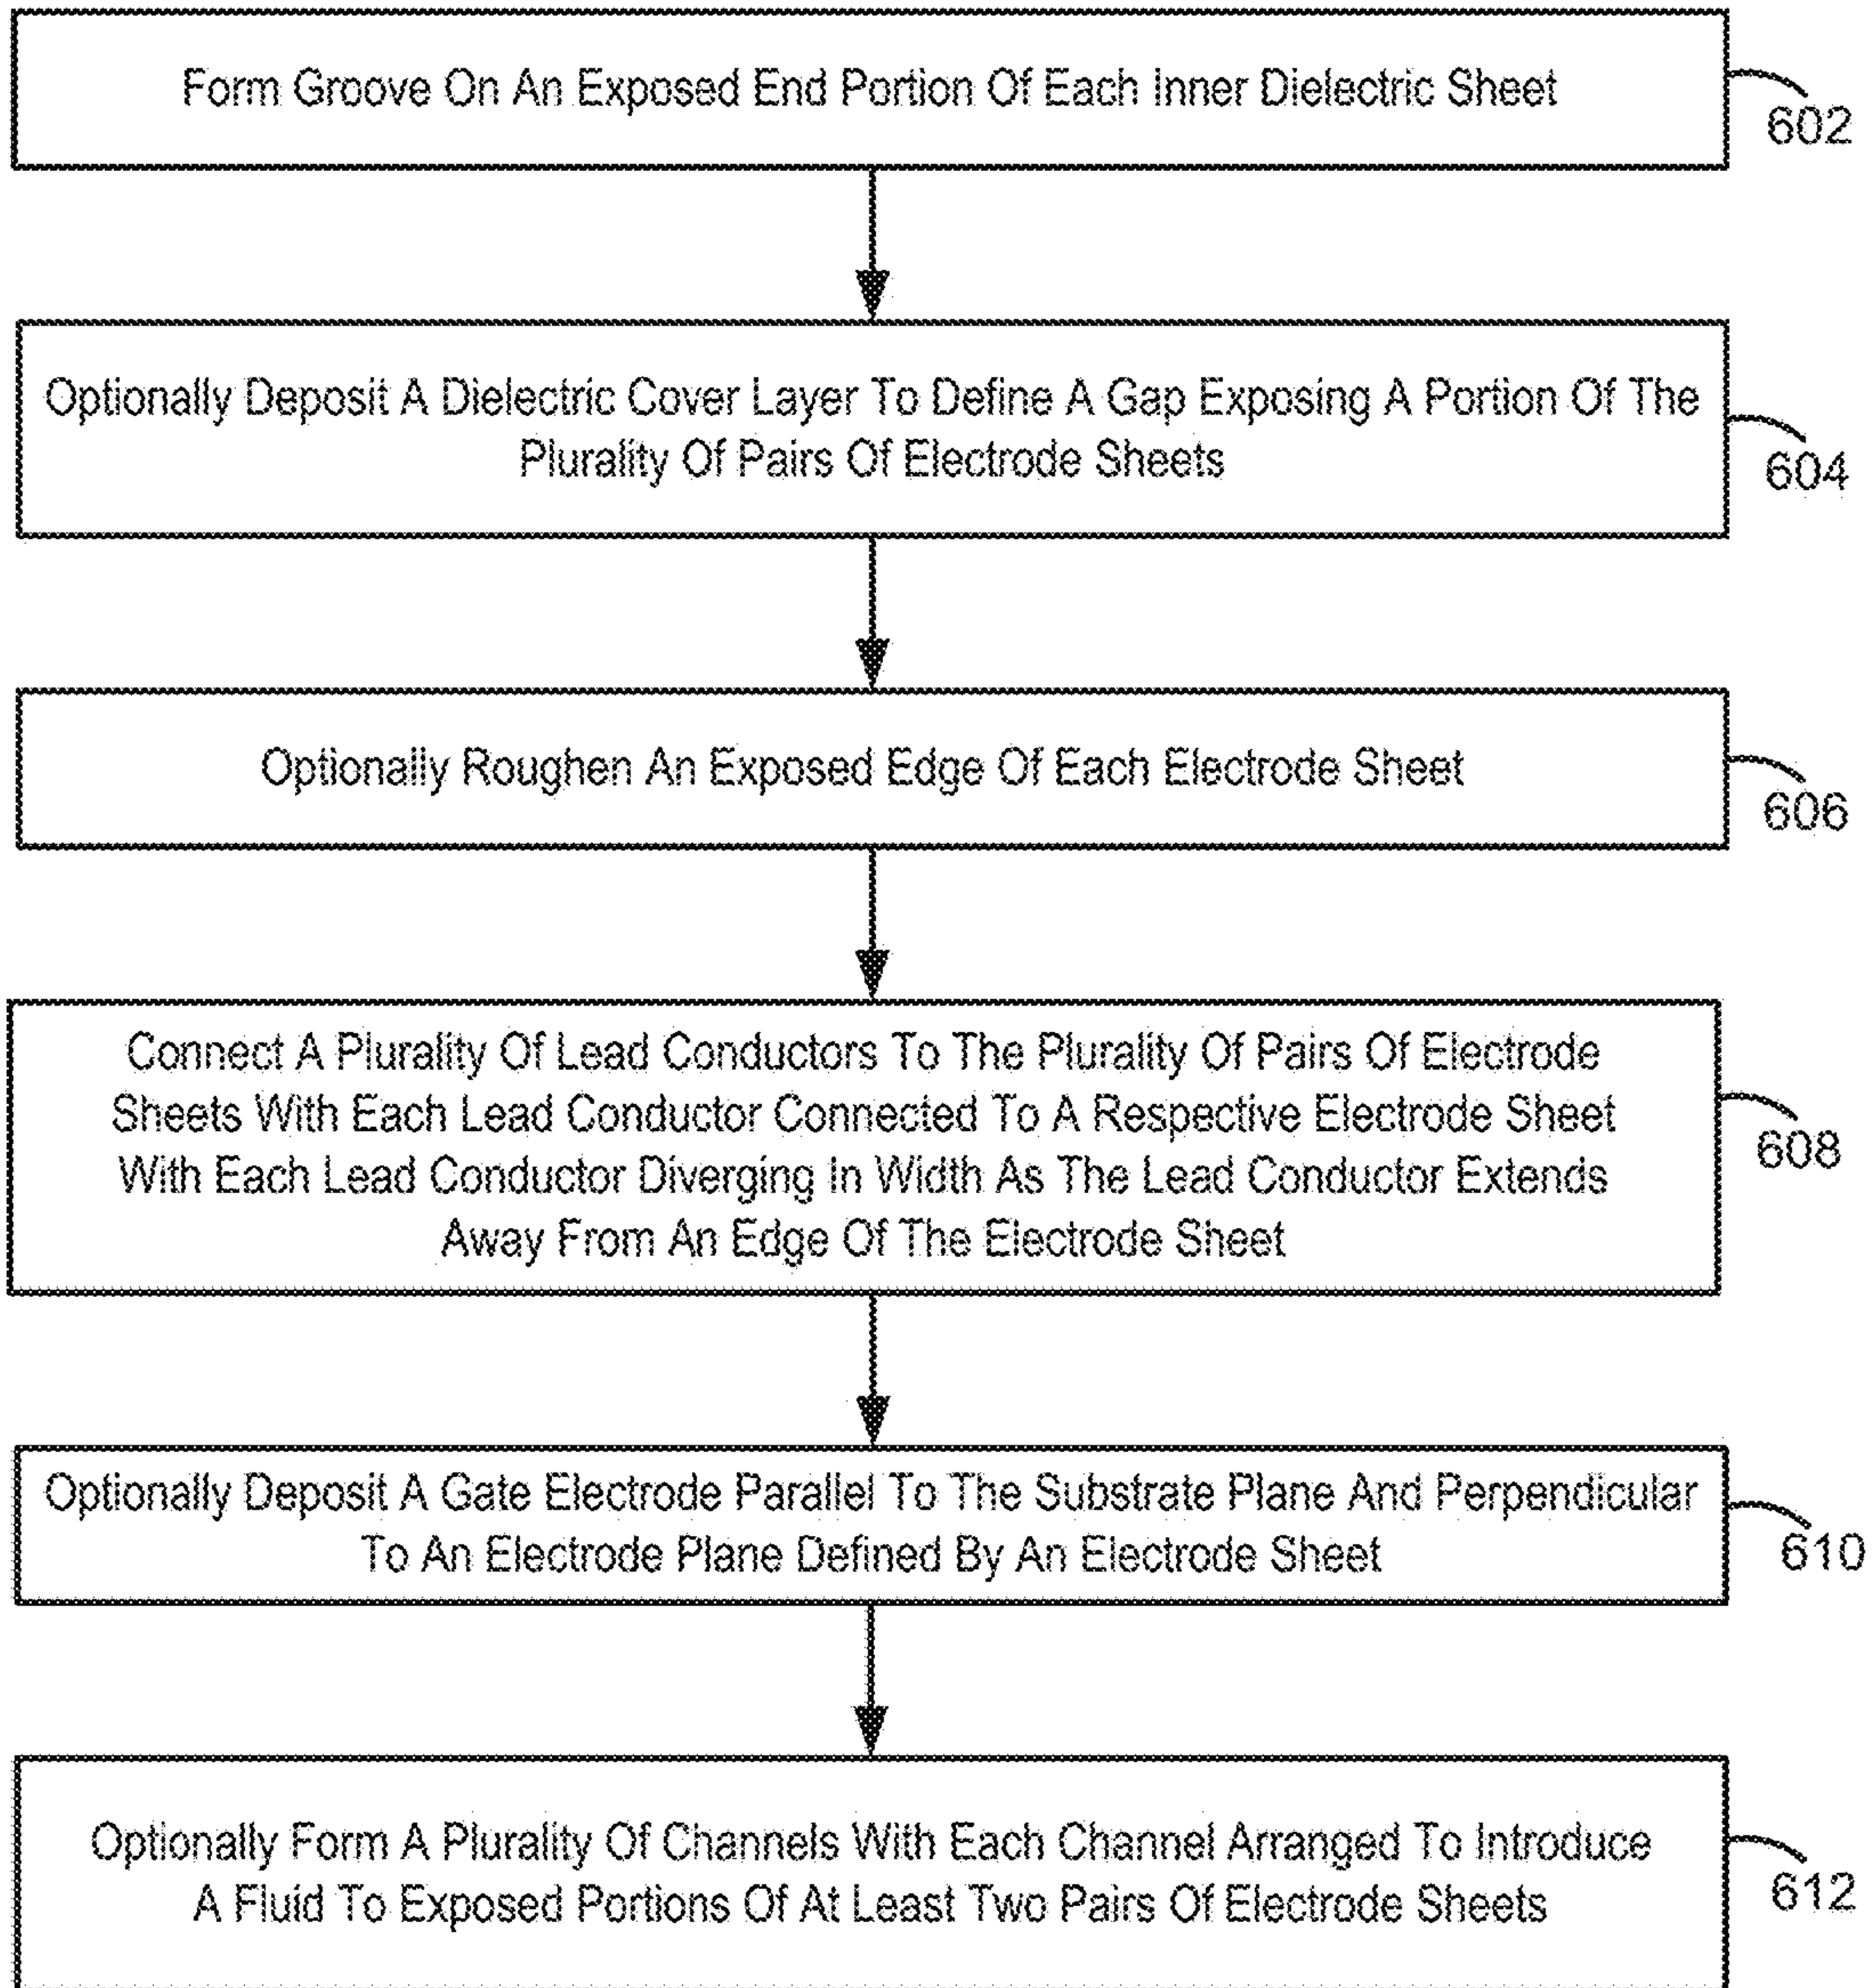 Form Groove On An Exposed End Portion Of Each Inner Dielectric Sheet
602
Optionally Deposit A Dielectric Cover Layer To Define A Gap Exposing A Portion Of The
Plurality Of Pairs Of Electrode Sheets
604
Optionally Roughen An Exposed Edge Of Each Electrode Sheet
606
Connect A Plurality Of Lead Conductors To The Plurality Of Pairs Of Electrode
Sheets With Each Lead Conductor Connected To A Respective Electrode Sheet
With Each Lead Conductor Diverging In Width As The Lead Conductor Extends
Away From An Edge Of The Electrode Sheet
608
Optionally Deposit A Gate Electrode Parallel To The Substrate Plane And Perpendicular
To An Electrode Plane Defined By An Electrode Sheet
610
Optionally Form A Plurality Of Channels With Each Channel Arranged To Introduce
A Fluid To Exposed Portions Of At Least Two Pairs Of Electrode Sheets
612